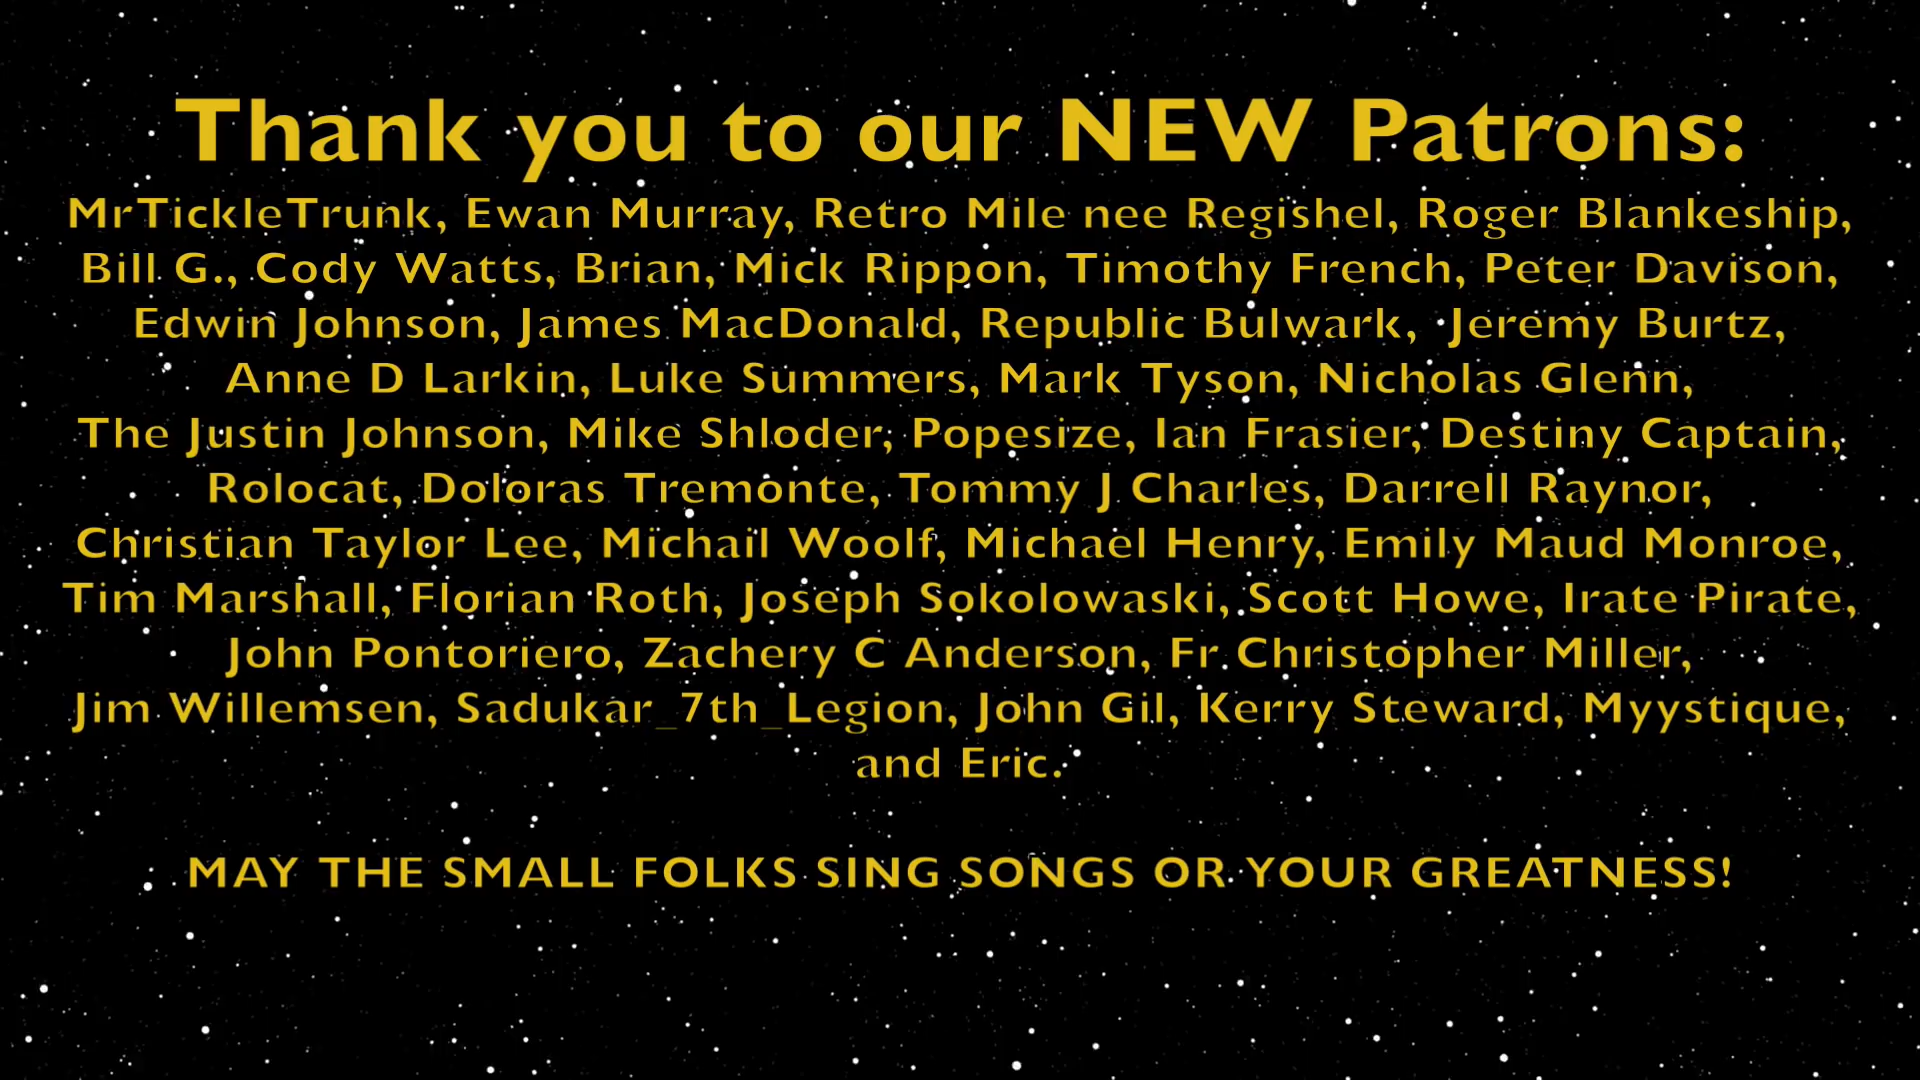 Thank you to our NEW Patrons:
MrTickleTrunk, Ewan Murray, Retro Mile nee Regishel, Roger Blankeship,
Bill G., Cody Watts, Brian, Mick Rippon, Timothy French, Peter Davison,
Edwin Johnson, James MacDonald, Republic Bulwark, Jeremy Burtz,
Anne D Larkin, Luke Summers, Mark Tyson, Nicholas Glenn,
The Justin Johnson, Mike Shloder, Popesize, Ian Frasier, Destiny Captain,
Rolocat, Doloras Tremonte, Tommy J Charles, Darrell Raynor,
Christian Taylor Lee, Michail Woolf, Michael Henry, Emily Maud Monroe,
Tim Marshall, Florian Roth, Joseph Sokolowaski, Scott Howe, Irate Pirate,
John Pontoriero, Zachery C Anderson, Fr Christopher Miller,
Jim Willemsen, Sadukar_7th_Legion, John Gil, Kerry Steward, Myystique,
and Eric.
MAY THE SMALL FOLKS SING SONGS OR YOUR GREATNESS!